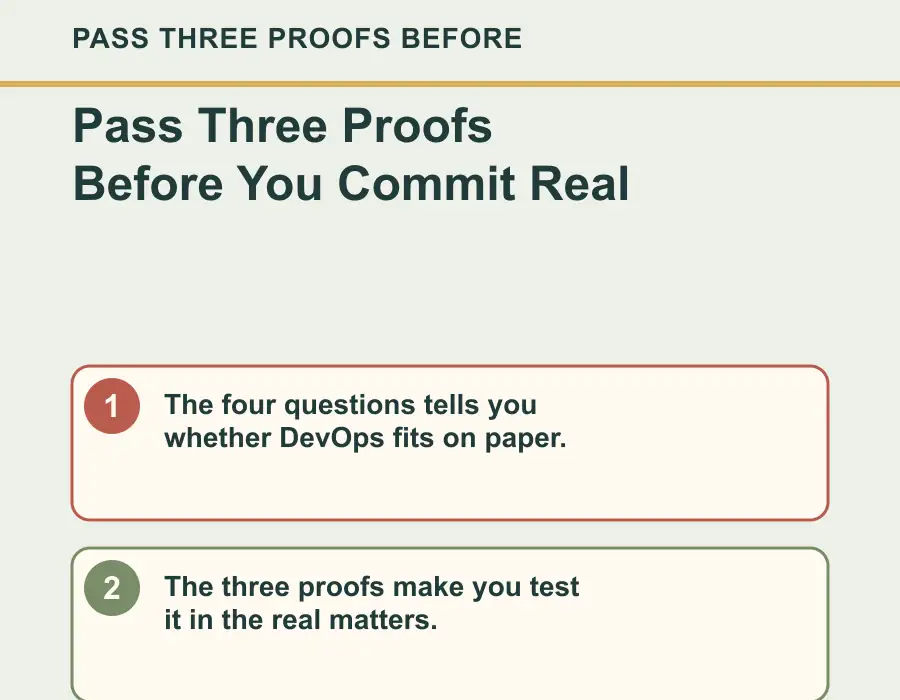 PASS THREE PROOFS BEFORE
Pass Three Proofs
Before You Commit Real
1
The four questions tells you
whether DevOps fits on paper.
2
The three proofs make you test
it in the real matters.